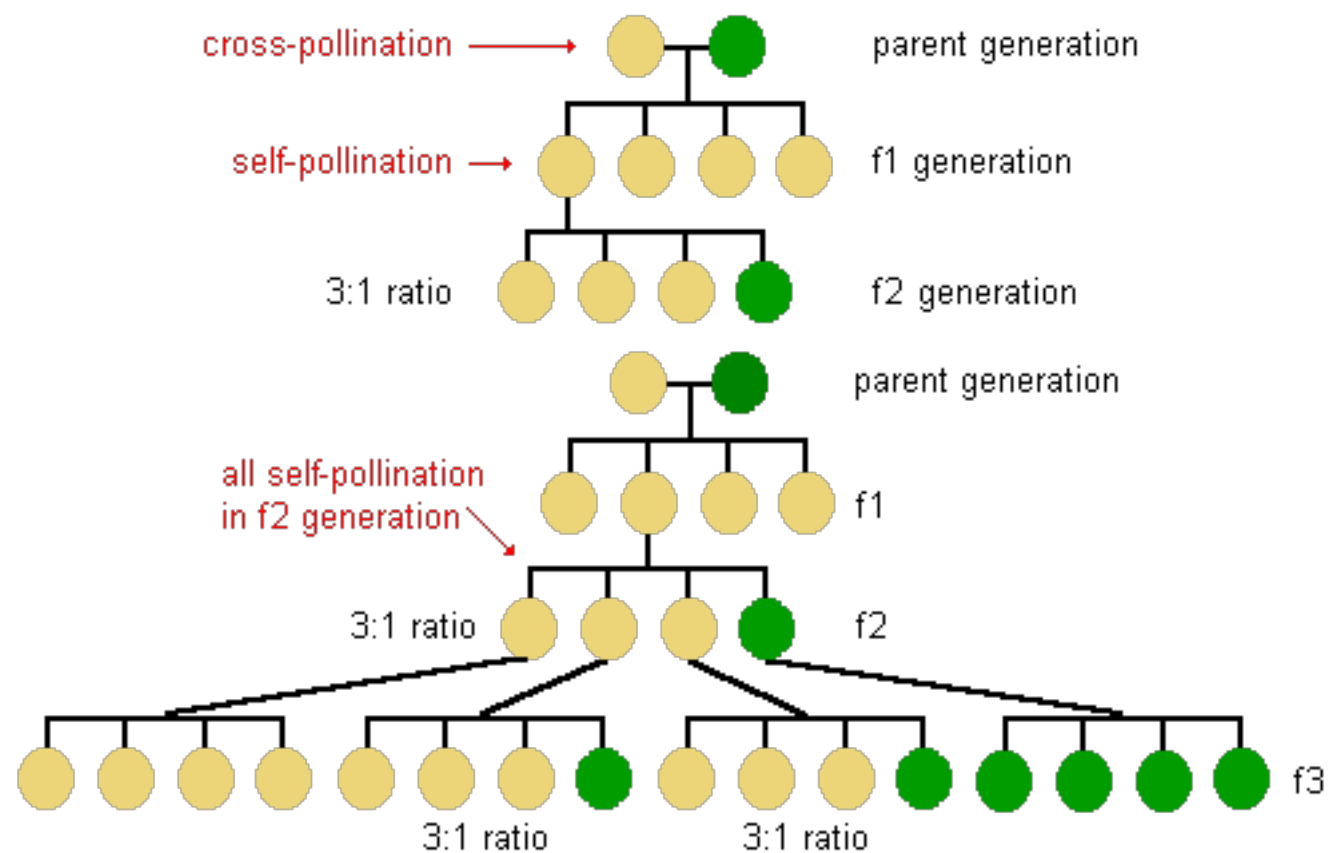 cross-pollination
parent generation
self-pollination
f1 generation
3:1 ratio
f2 generation
parent generation
all self-pollination
in f2 generation
f1
3:1 ratio
f2
f3
3:1 ratio
3:1 ratio